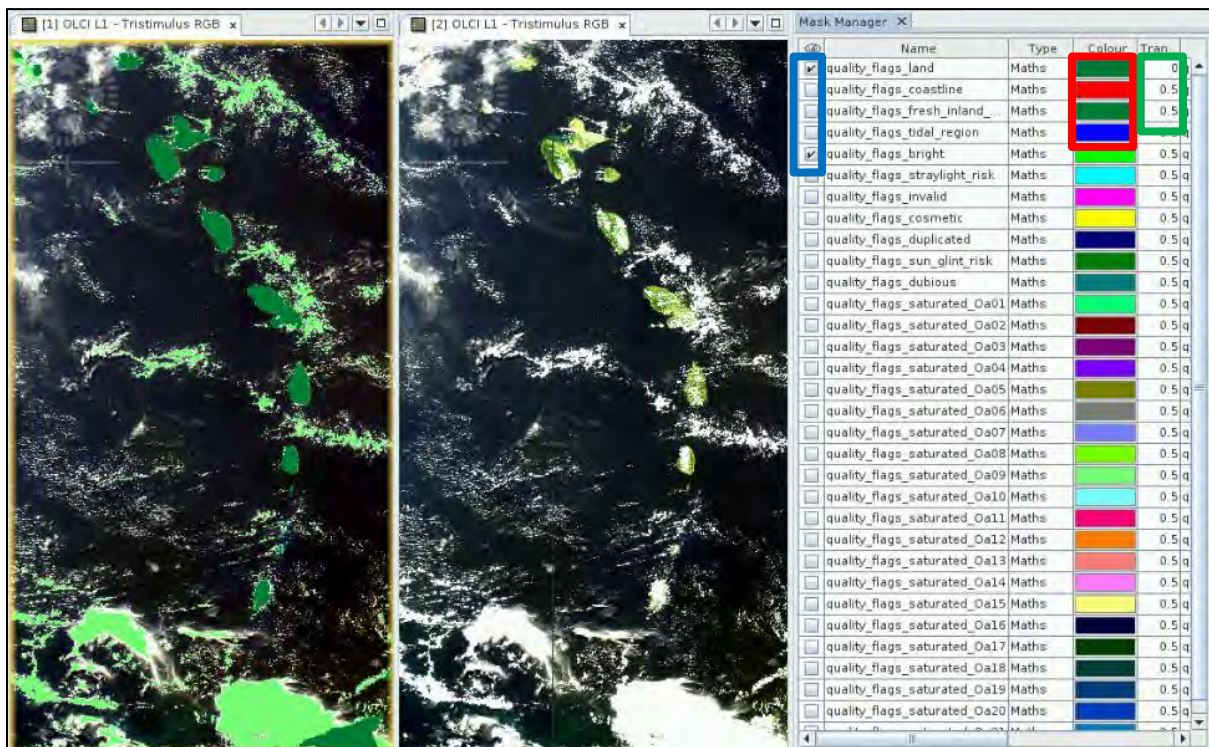 [1] OLCI L1 - Tristimulus RGB x
[2] OLCI L1 - Tristimulus RGB x
Mask Manager X
Name Type Colour Tran...
quality_flags_land Maths 0 q
quality_flags_coastline Maths 0.5 q
quality_flags_fresh_inland_... Maths 0.5 q
quality_flags_tidal_region Maths
quality_flags_bright Maths 0.5 q
quality_flags_straylight_risk Maths 0.5 q
quality_flags_invalid Maths 0.5 q
quality_flags_cosmetic Maths 0.5 q
quality_flags_duplicated Maths 0.5 q
quality_flags_sun_glint_risk Maths 0.5 q
quality_flags_dubious Maths 0.5 q
quality_flags_saturated_Oa01 Maths 0.5 q
quality_flags_saturated_Oa02 Maths 0.5 q
quality_flags_saturated_Oa03 Maths 0.5 q
quality_flags_saturated_Oa04 Maths 0.5 q
quality_flags_saturated_Oa05 Maths 0.5 q
quality_flags_saturated_Oa06 Maths 0.5 q
quality_flags_saturated_Oa07 Maths 0.5 q
quality_flags_saturated_Oa08 Maths 0.5 q
quality_flags_saturated_Oa09 Maths 0.5 q
quality_flags_saturated_Oa10 Maths 0.5 q
quality_flags_saturated_Oa11 Maths 0.5 q
quality_flags_saturated_Oa12 Maths 0.5 q
quality_flags_saturated_Oa13 Maths 0.5 q
quality_flags_saturated_Oa14 Maths 0.5 q
quality_flags_saturated_Oa15 Maths 0.5 q
quality_flags_saturated_Oa16 Maths 0.5 q
quality_flags_saturated_Oa17 Maths 0.5 q
quality_flags_saturated_Oa18 Maths 0.5 q
quality_flags_saturated_Oa19 Maths 0.5 q
quality_flags_saturated_Oa20 Maths 0.5 q